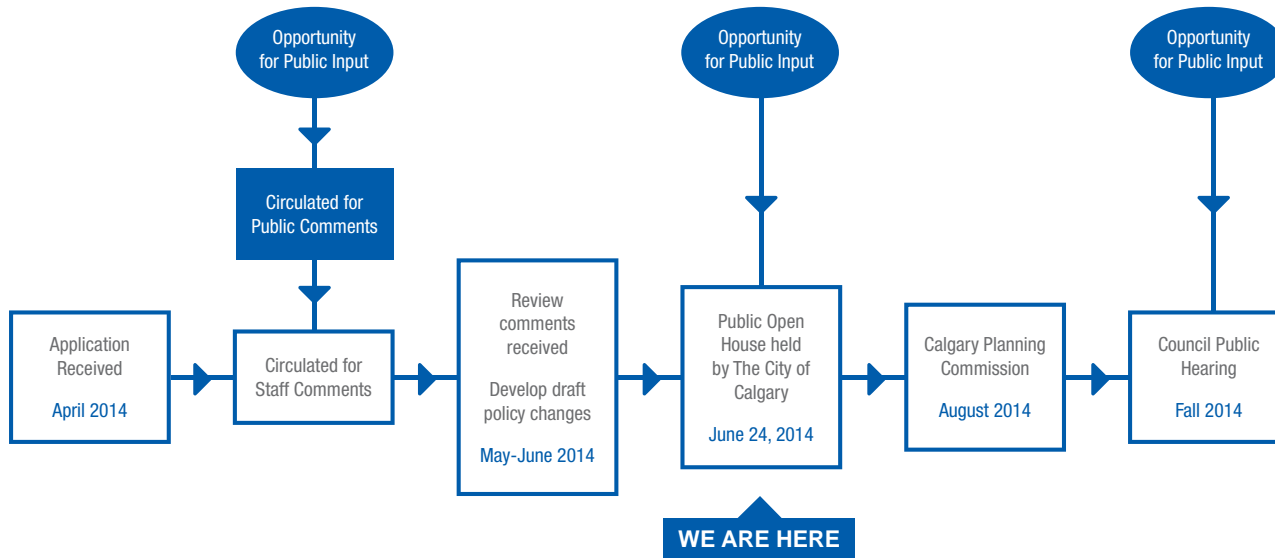 Opportunity
for Public Input
Opportunity
for Public Input
Opportunity
for Public Input
Circulated for
Public Comments
Application
Received
April 2014
Circulated for
Staff Comments
Review
comments
received
Develop draft
policy changes
May-June 2014
Public Open
House held
by The City of
Calgary
June 24, 2014
Calgary Planning
Commission
August 2014
Council Public
Hearing
Fall 2014
WE ARE HERE